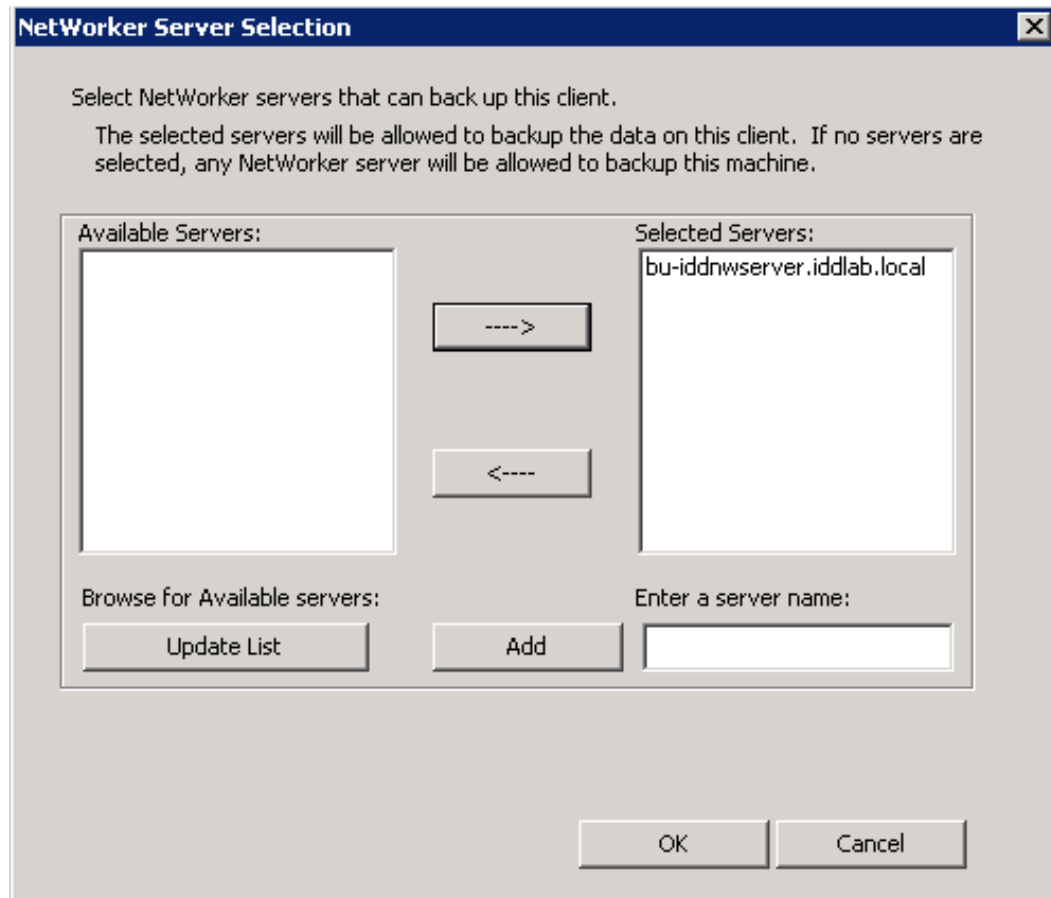 NetWorker Server Selection
Select NetWorker servers that can back up this client.
The selected servers will be allowed to backup the data on this client. If no servers are
selected, any NetWorker server will be allowed to backup this machine.
Available Servers:
Selected Servers:
bu-iddnwserver.iddlab.local
---->
<----
Browse for Available servers:
Enter a server name:
Update List
Add
OK
Cancel